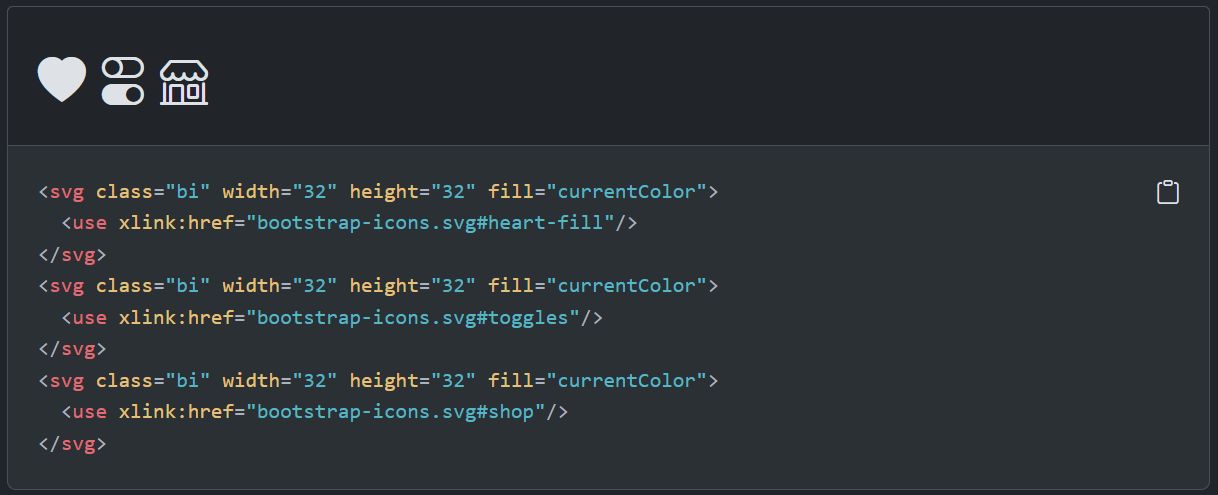 <svg class="bi" width="32" height="32" fill="currentColor">
  <use xlink:href="bootstrap-icons.svg#heart-fill"/>
</svg>
<svg class="bi" width="32" height="32" fill="currentColor">
  <use xlink:href="bootstrap-icons.svg#toggles"/>
</svg>
<svg class="bi" width="32" height="32" fill="currentColor">
  <use xlink:href="bootstrap-icons.svg#shop"/>
</svg>